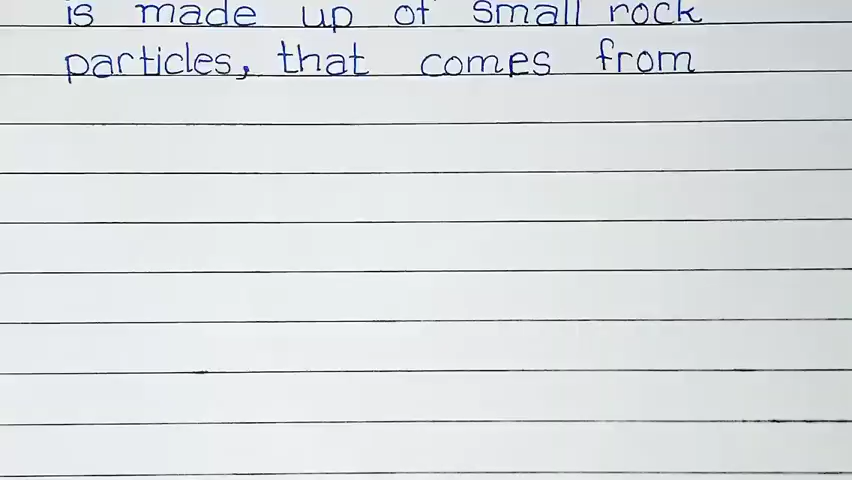 is made up of small rock
particles, that comes from